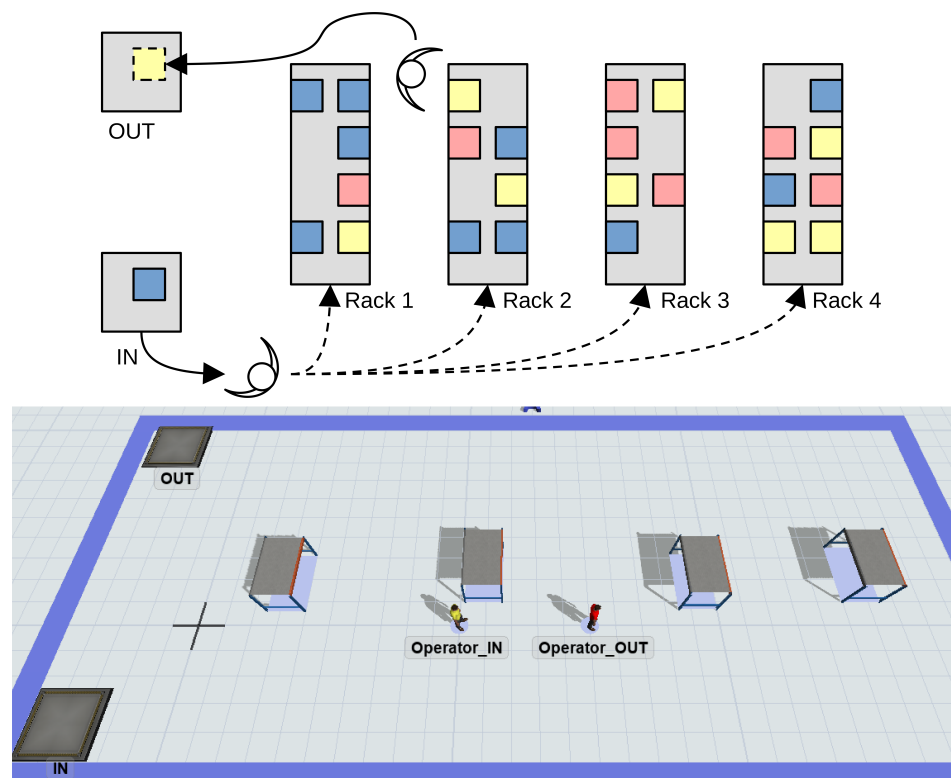 OUT
Rack 1
Rack 2
Rack 3
Rack 4
IN
OUT
Operator_IN
Operator_OUT
IN